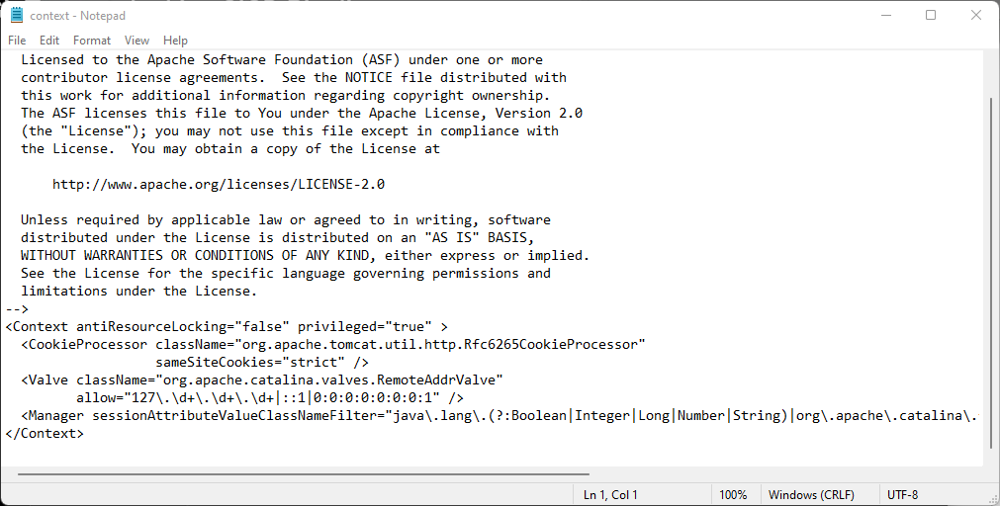 context - Notepad
File Edit Format View Help
Licensed to the Apache Software Foundation (ASF) under one or more
contributor license agreements.  See the NOTICE file distributed with
this work for additional information regarding copyright ownership.
The ASF licenses this file to You under the Apache License, Version 2.0
(the "License"); you may not use this file except in compliance with
the License.  You may obtain a copy of the License at
http://www.apache.org/licenses/LICENSE-2.0
Unless required by applicable law or agreed to in writing, software
distributed under the License is distributed on an "AS IS" BASIS,
WITHOUT WARRANTIES OR CONDITIONS OF ANY KIND, either express or implied.
See the License for the specific language governing permissions and
limitations under the License.
-->
<Context antiResourceLocking="false" privileged="true" >
<CookieProcessor className="org.apache.tomcat.util.http.Rfc6265CookieProcessor"
sameSiteCookies="strict" />
<Valve className="org.apache.catalina.valves.RemoteAddrValve"
allow="127\.\d+\.\d+\.\d+|::1|0:0:0:0:0:0:0:1" />
<Manager sessionAttributeValueClassNameFilter="java\.lang\.(?:Boolean|Integer|Long|Number|String)|org\.apache\.catalina\.
</Context>
Ln 1, Col 1 100% Windows (CRLF) UTF-8